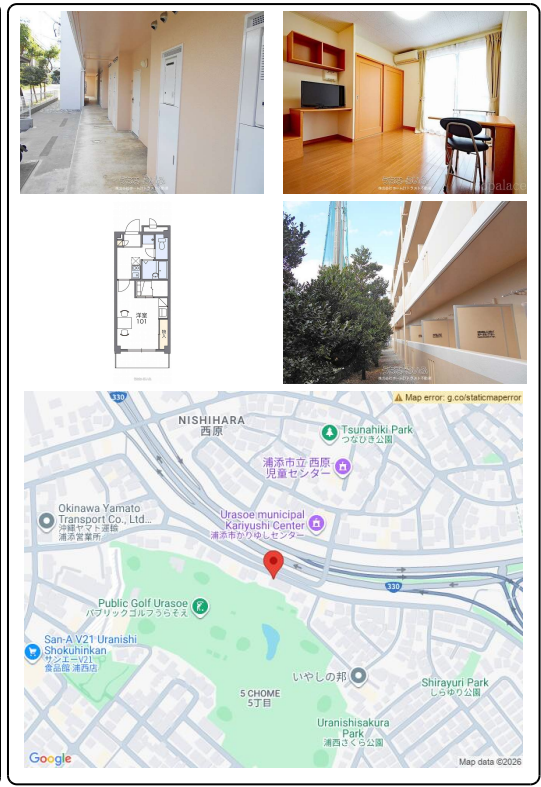 opalace
洋室
101
Map error: g.co/staticmaperror
330
NISHIHARA
西原
Tsunahiki Park
つなひき公園
浦添市立 西原
児童センター
Okinawa Yamato
Transport Co., Ltd...
沖縄ヤマト運輸
浦添営業所
Urasoe municipal
Kariyushi Center
浦添市かりゆしセンター
330
Public Golf Urasoe
パブリックゴルフうらそえ
San-A V21 Uranishi
Shokuhinkan
サンエーV21
食品館 浦西店
いやしの邦
5 CHOME
5丁目
Shirayuri Park
しらゆり公園
Uranishisakura
Park
浦西さくら公園
Google
Map data ©2026